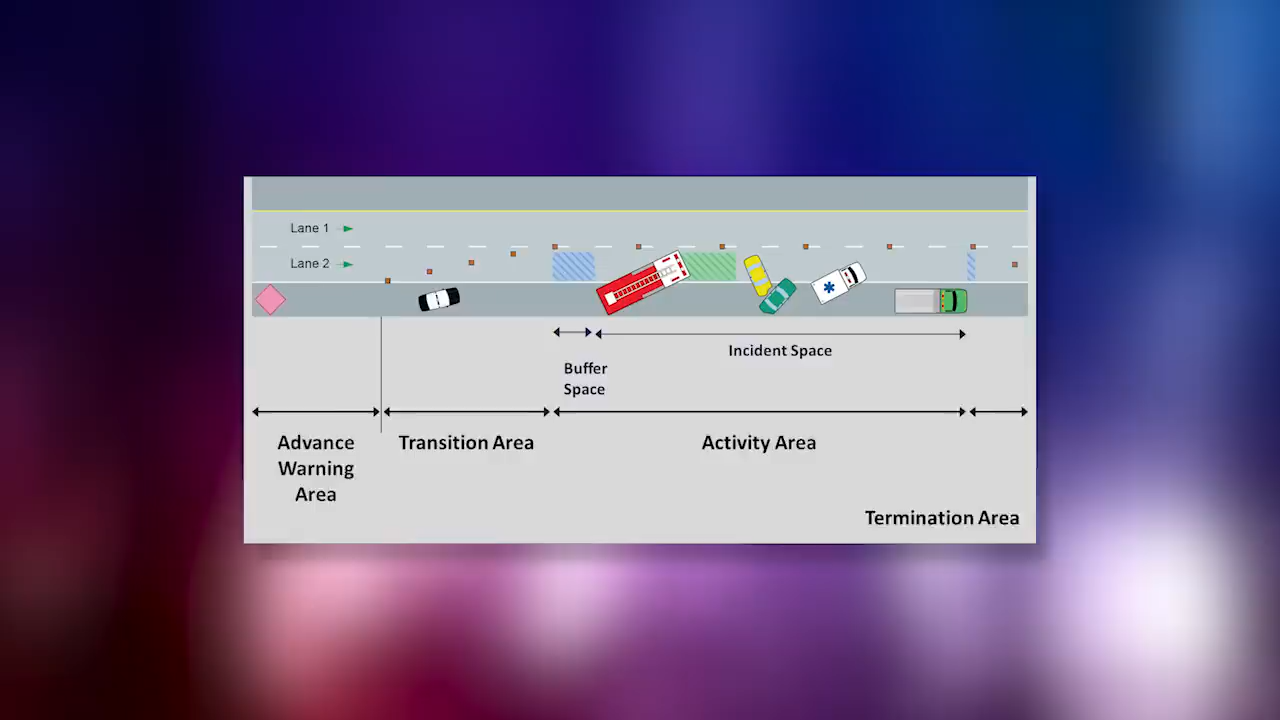 Lane 1
Lane 2
Incident Space
Buffer
Space
Advance
Warning
Area
Transition Area
Activity Area
Termination Area